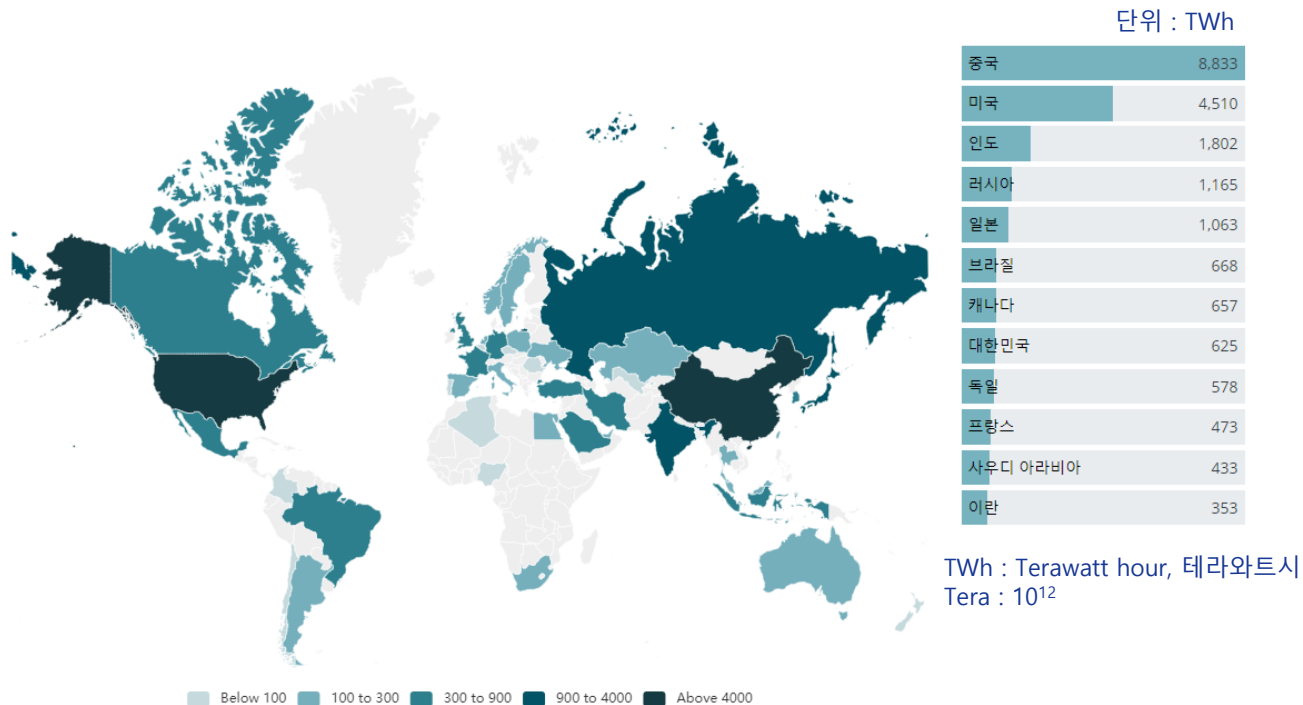 단위 : TWh
중국 8,833
미국 4,510
인도 1,802
러시아 1,165
일본 1,063
브라질 668
캐나다 657
대한민국 625
독일 578
프랑스 473
사우디 아라비아 433
이란 353
TWh : Terawatt hour, 테라와트시
Tera : 10¹²
Below 100 100 to 300 300 to 900 900 to 4000 Above 4000